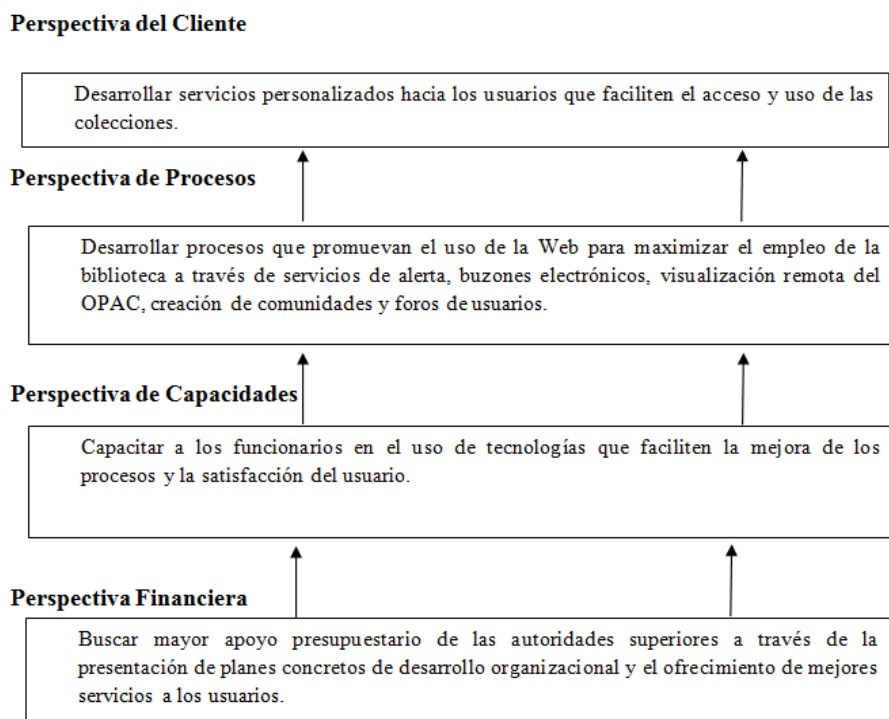 Perspectiva del Cliente
Desarrollar servicios personalizados hacia los usuarios que faciliten el acceso y uso de las
colecciones.
Perspectiva de Procesos
Desarrollar procesos que promuevan el uso de la Web para maximizar el empleo de la
biblioteca a través de servicios de alerta, buzones electrónicos, visualización remota del
OPAC, creación de comunidades y foros de usuarios.
Perspectiva de Capacidades
Capacitar a los funcionarios en el uso de tecnologías que faciliten la mejora de los
procesos y la satisfacción del usuario.
Perspectiva Financiera
Buscar mayor apoyo presupuestario de las autoridades superiores a través de la
presentación de planes concretos de desarrollo organizacional y el ofrecimiento de mejores
servicios a los usuarios.